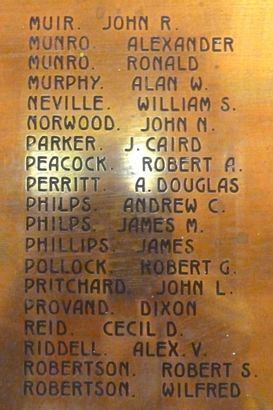 MUIR. JOHN R.
MUNRO. ALEXANDER
MUNRO. RONALD
MURPHY. ALAN W.
NEVILLE. WILLIAM S.
NORWOOD. JOHN N.
PARKER. J. CAIRD
PEACOCK. ROBERT A.
PERRITT. A. DOUGLAS
PHILPS. ANDREW C.
PHILPS. JAMES M.
PHILLIPS. JAMES
POLLOCK. ROBERT G.
PRITCHARD. JOHN L.
PROVAND. DIXON
REID. CECIL D.
RIDDELL. ALEX. V.
ROBERTSON. ROBERT S.
ROBERTSON. WILFRED